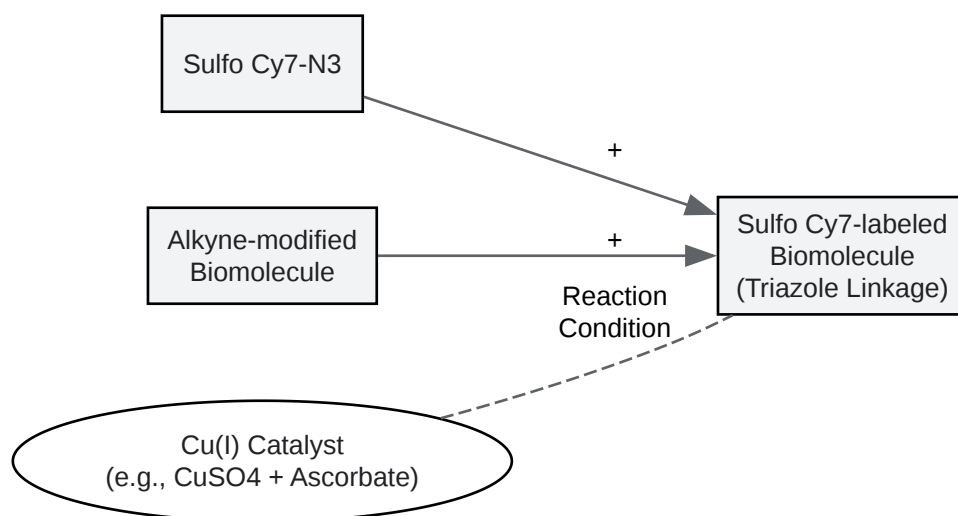 Sulfo Cy7-N3
+
Alkyne-modified
Biomolecule
+
Sulfo Cy7-labeled
Biomolecule
(Triazole Linkage)
Reaction
Condition
Cu(I) Catalyst
(e.g., CuSO4 + Ascorbate)